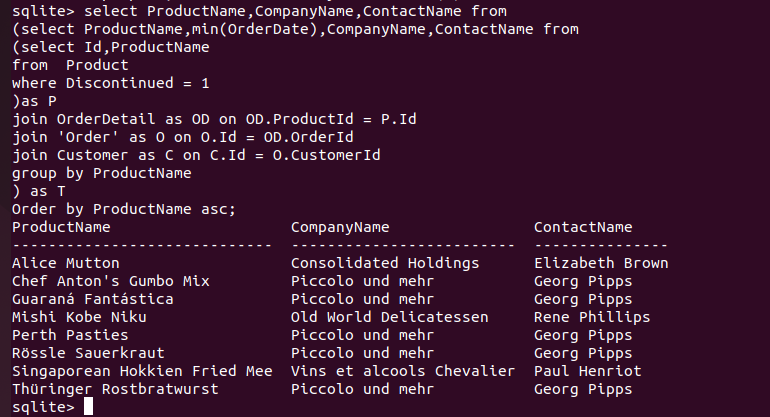 sqlite> select ProductName,CompanyName,ContactName from
(select ProductName,min(OrderDate),CompanyName,ContactName from
(select Id,ProductName
from  Product
where Discontinued = 1
)as P
join OrderDetail as OD on OD.ProductId = P.Id
join 'Order' as O on O.Id = OD.OrderId
join Customer as C on C.Id = O.CustomerId
group by ProductName
) as T
Order by ProductName asc;
ProductName                    CompanyName                ContactName
-----------------------------  -------------------------  ---------------
Alice Mutton                   Consolidated Holdings      Elizabeth Brown
Chef Anton's Gumbo Mix         Piccolo und mehr           Georg Pipps
Guaraná Fantástica             Piccolo und mehr           Georg Pipps
Mishi Kobe Niku                Old World Delicatessen     Rene Phillips
Perth Pasties                  Piccolo und mehr           Georg Pipps
Rössle Sauerkraut              Piccolo und mehr           Georg Pipps
Singaporean Hokkien Fried Mee  Vins et alcools Chevalier  Paul Henriot
Thüringer Rostbratwurst        Piccolo und mehr           Georg Pipps
sqlite>